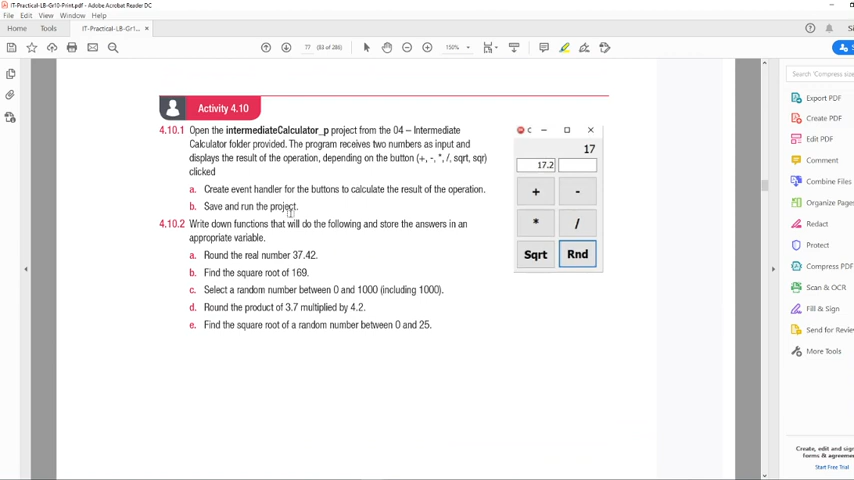 IT-Practical-LB-Gr10-Print.pdf - Adobe Acrobat Reader DC
File Edit View Window Help
Home Tools IT-Practical-LB-Gr10... ×
77 (83 of 286) 150%
Search 'Compress size
Export PDF
Create PDF
Edit PDF
Comment
Combine Files
Organize Pages
Redact
Protect
Compress PDF
Scan & OCR
Fill & Sign
Send for Review
More Tools
Create, edit and sign
forms & agreeme
Start Free Trial
Activity 4.10
4.10.1 Open the intermediateCalculator_p project from the 04 – Intermediate
Calculator folder provided. The program receives two numbers as input and
displays the result of the operation, depending on the button (+, -, *, /, sqrt, sqr)
clicked
a. Create event handler for the buttons to calculate the result of the operation.
b. Save and run the project.
4.10.2 Write down functions that will do the following and store the answers in an
appropriate variable.
a. Round the real number 37.42.
b. Find the square root of 169.
c. Select a random number between 0 and 1000 (including 1000).
d. Round the product of 3.7 multiplied by 4.2.
e. Find the square root of a random number between 0 and 25.
C
17
17.2
+ -
* /
Sqrt Rnd